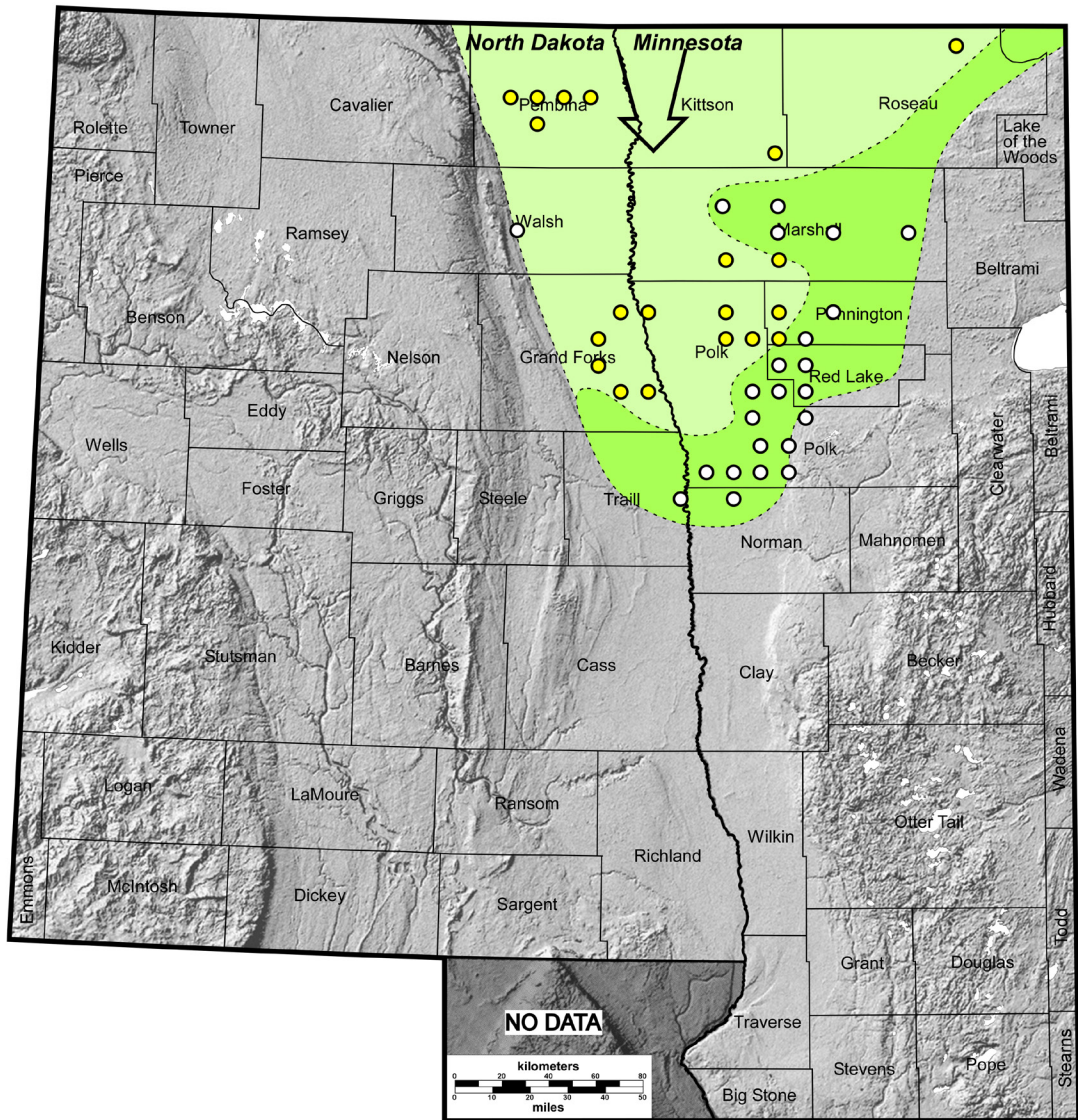 North Dakota Minnesota
Cavalier
Pembina
Kittson
Roseau
Rolette
Towner
Lake
of the
Woods
Pierce
Walsh
Marshall
Ramsey
Beltrami
Benson
Pennington
Nelson
Grand Forks
Polk
Red Lake
Eddy
Wells
Clearwater
Beltrami
Polk
Foster
Griggs
Steele
Traill
Norman
Mahnomen
Hubbard
Kidder
Stutsman
Barnes
Cass
Clay
Becker
Wadena
Logan
LaMoure
Ransom
Otter Tail
Wilkin
Richland
Emmons
McIntosh
Dickey
Sargent
Todd
Grant
Douglas
NO DATA
Traverse
Stevens
Pope
Stearns
Big Stone
kilometers
0 20 40 60 80
0 10 20 30 40 50
miles